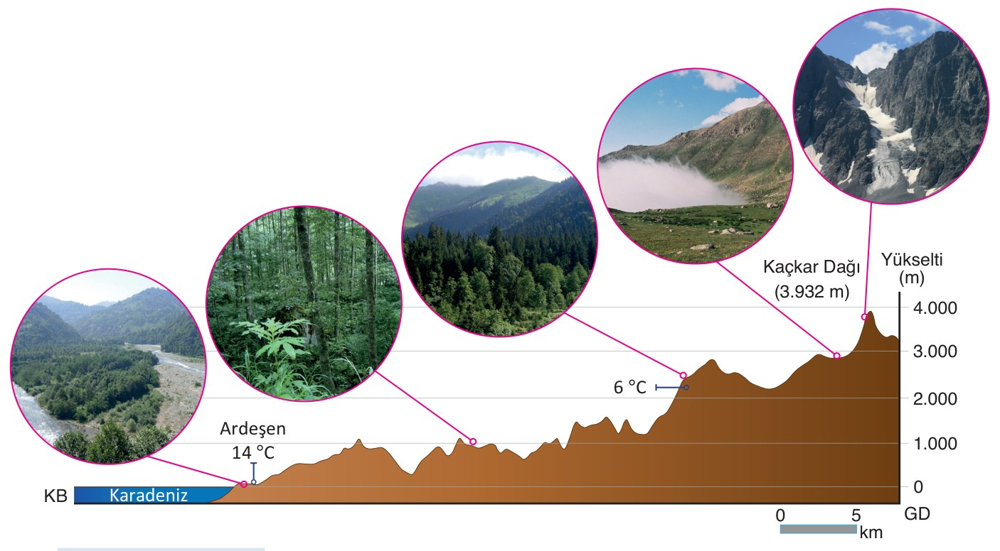 Kaçkar Dağı
(3.932 m)
Yükselti
(m)
4.000
3.000
6 °C
2.000
Ardeşen
14 °C
1.000
0
KB
Karadeniz
GD
0
5
km